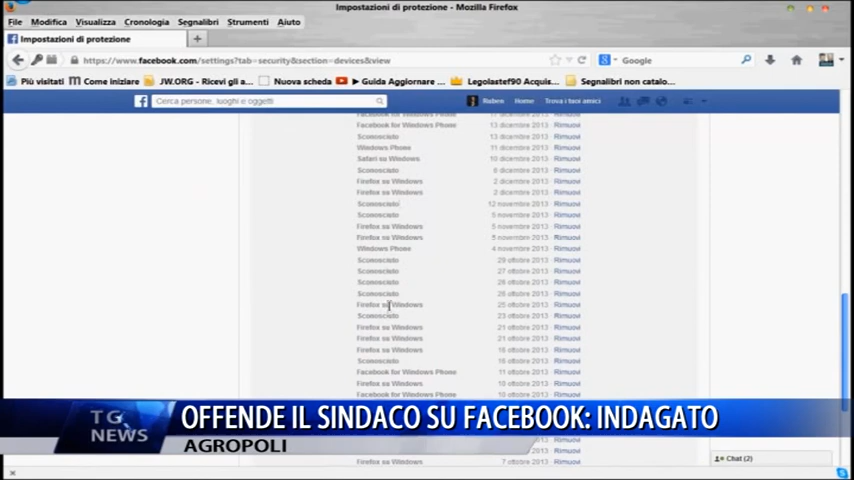 Impostazioni di protezione - Mozilla Firefox
File Modifica Visualizza Cronologia Segnalibri Strumenti Aiuto
Impostazioni di protezione +
https://www.facebook.com/settings?tab=security&section=devices&view
Google
Più visitati Come iniziare JW.ORG - Ricevi gli a... Nuova scheda Guida Aggiornare ... Legolastef90 Acquis... Segnalibri non catalo...
Cerca persone, luoghi e oggetti Ruben Home Trova i tuoi amici
Facebook for Windows Phone dicembre 2013 · Rimuovi
Facebook for Windows Phone 13 dicembre 2013 · Rimuovi
Sconosciuto 13 dicembre 2013 · Rimuovi
Windows Phone 11 dicembre 2013 · Rimuovi
Safari su Windows 10 dicembre 2013 · Rimuovi
Sconosciuto dicembre 2013 · Rimuovi
Firefox su Windows 2 dicembre 2013 · Rimuovi
Firefox su Windows 2 dicembre 2013 · Rimuovi
Sconosciuto 12 novembre 2013 · Rimuovi
Sconosciuto 5 novembre 2013 · Rimuovi
Firefox su Windows 5 novembre 2013 · Rimuovi
Firefox su Windows 5 novembre 2013 · Rimuovi
Windows Phone 4 novembre 2013 · Rimuovi
Sconosciuto ottobre 2013 · Rimuovi
Sconosciuto 27 ottobre 2013 · Rimuovi
Sconosciuto ottobre 2013 · Rimuovi
Sconosciuto ottobre 2013 · Rimuovi
Firefox su Windows 25 ottobre 2013 · Rimuovi
Sconosciuto 23 ottobre 2013 · Rimuovi
Firefox su Windows 21 ottobre 2013 · Rimuovi
Firefox su Windows 21 ottobre 2013 · Rimuovi
Firefox su Windows ottobre 2013 · Rimuovi
Sconosciuto ottobre 2013 · Rimuovi
Facebook for Windows Phone 11 ottobre 2013 · Rimuovi
Firefox su Windows 10 ottobre 2013 · Rimuovi
Facebook for Windows Phone 10 ottobre 2013 · Rimuovi
TG NEWS
OFFENDE IL SINDACO SU FACEBOOK: INDAGATO
AGROPOLI
2013 · Rimuovi
2013 · Rimuovi
Firefox su Windows 7 ottobre 2013 · Rimuovi
Chat (2)